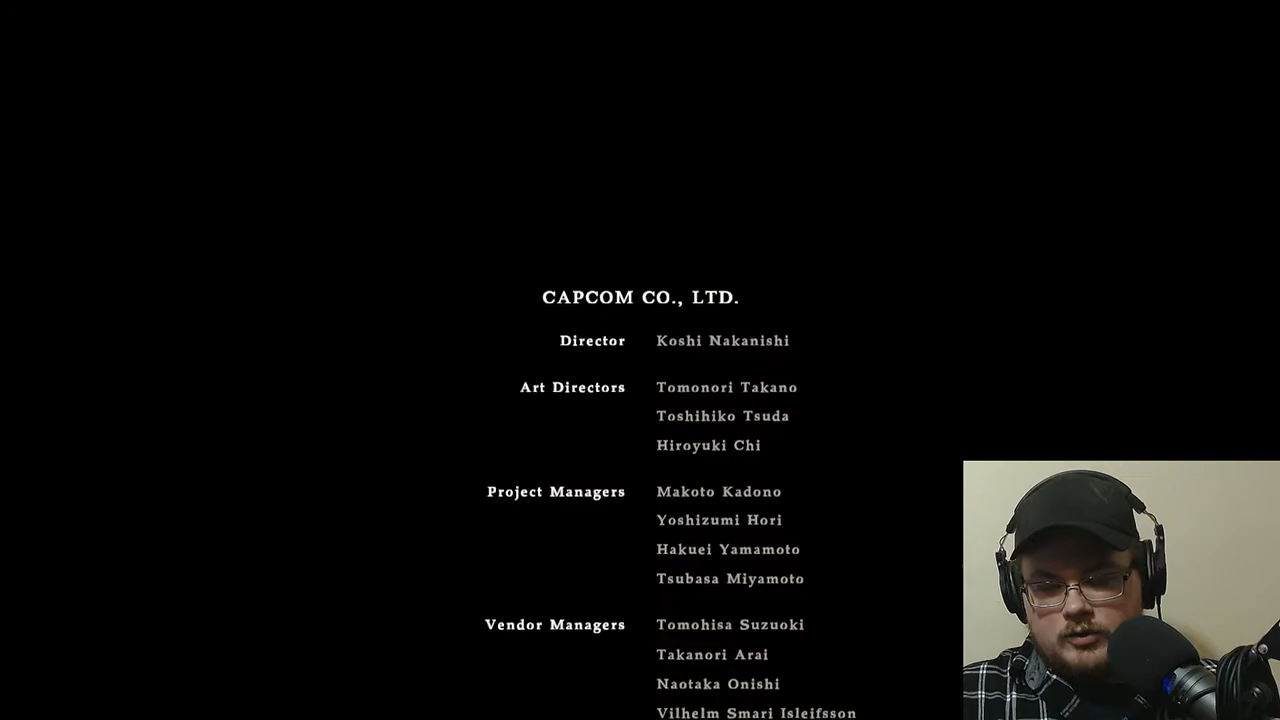 CAPCOM CO., LTD.
Director Koshi Nakanishi
Art Directors Tomonori Takano
Toshihiko Tsuda
Hiroyuki Chi
Project Managers Makoto Kadono
Yoshizumi Hori
Hakuei Yamamoto
Tsubasa Miyamoto
Vendor Managers Tomohisa Suzuoki
Takanori Arai
Naotaka Onishi
Vilhelm Smari Isleifsson